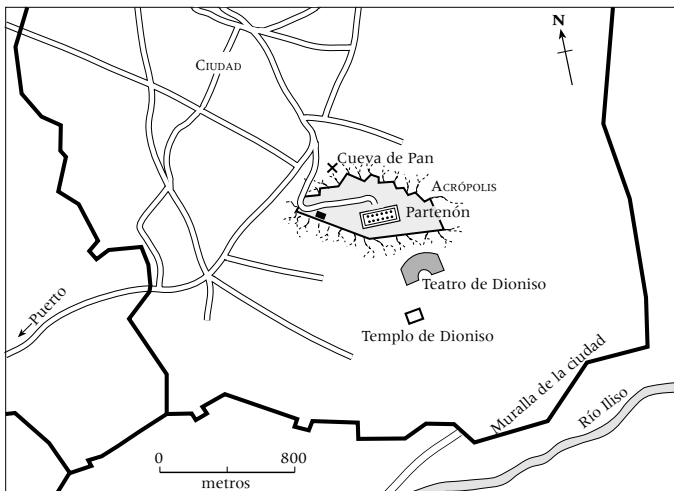 N
CIUDAD
Cueva de Pan
ACRÓPOLIS
Partenón
Teatro de Dioniso
Puerto
Templo de Dioniso
Muralla de la ciudad
Río Iliso
0 800
metros